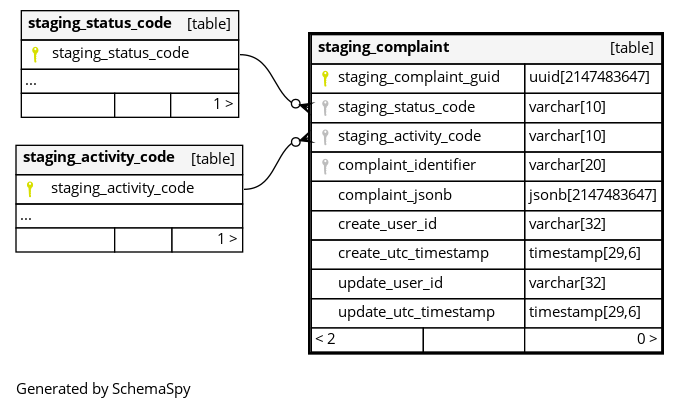 staging_status_code [table]
staging_status_code
...
1 >
staging_activity_code [table]
staging_activity_code
...
1 >
staging_complaint [table]
staging_complaint_guid uuid[2147483647]
staging_status_code varchar[10]
staging_activity_code varchar[10]
complaint_identifier varchar[20]
complaint_jsonb jsonb[2147483647]
create_user_id varchar[32]
create_utc_timestamp timestamp[29,6]
update_user_id varchar[32]
update_utc_timestamp timestamp[29,6]
< 2 0 >
Generated by SchemaSpy